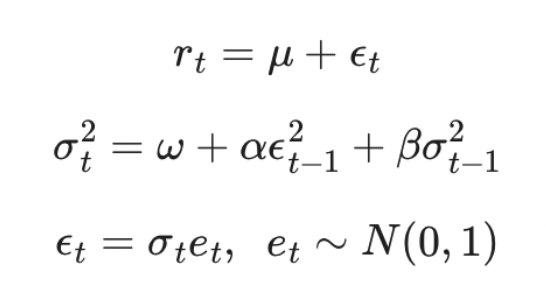 r_t = μ + ϵ_t
σ_t^2 = ω + αϵ_{t−1}^2 + βσ_{t−1}^2
ϵ_t = σ_t e_t, e_t ∼ N(0, 1)